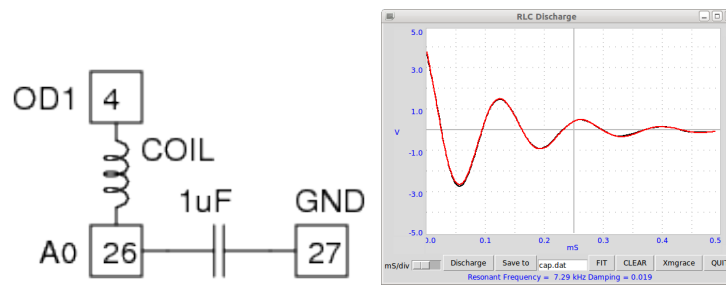 OD1 4
COIL
1uF GND
A0 26 27
RLC Discharge
5.0
3.0
1.0
V
-1.0
-3.0
-5.0
0.0 0.1 0.2 0.3 0.4 0.5
mS
mS/div Discharge Save to cap.dat FIT CLEAR Xmgrace QUIT
Resonant Frequency = 7.29 kHz Damping = 0.019